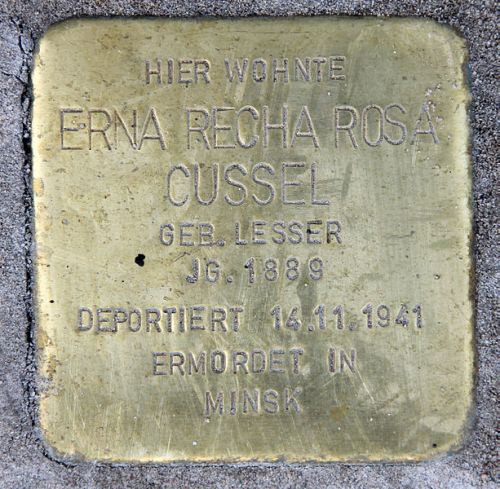 HIER WOHNTE
ERNA RECHA ROSA
CUSSEL
GEB. LESSER
JG. 1889
DEPORTIERT 14.11.1941
ERMORDET IN
MINSK